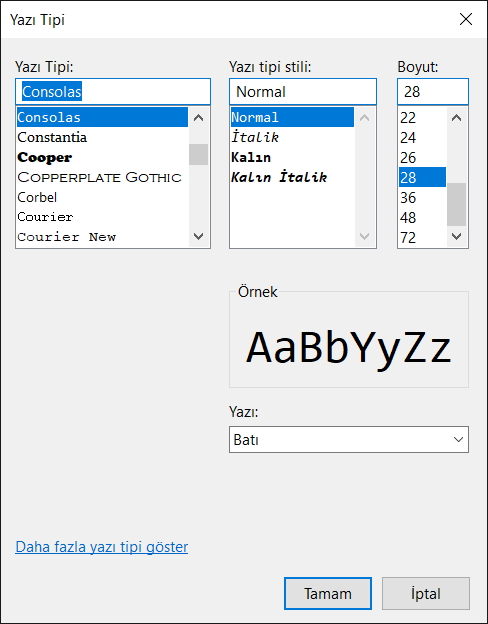 Yazı Tipi
Yazı Tipi:
Consolas
Consolas
Constantia
Cooper
Copperplate Gothic
Corbel
Courier
Courier New
Yazı tipi stili:
Normal
Normal
İtalik
Kalın
Kalın İtalik
Boyut:
28
22
24
26
28
36
48
72
Örnek
AaBbYyZz
Yazı:
Batı
Daha fazla yazı tipi göster
Tamam
İptal